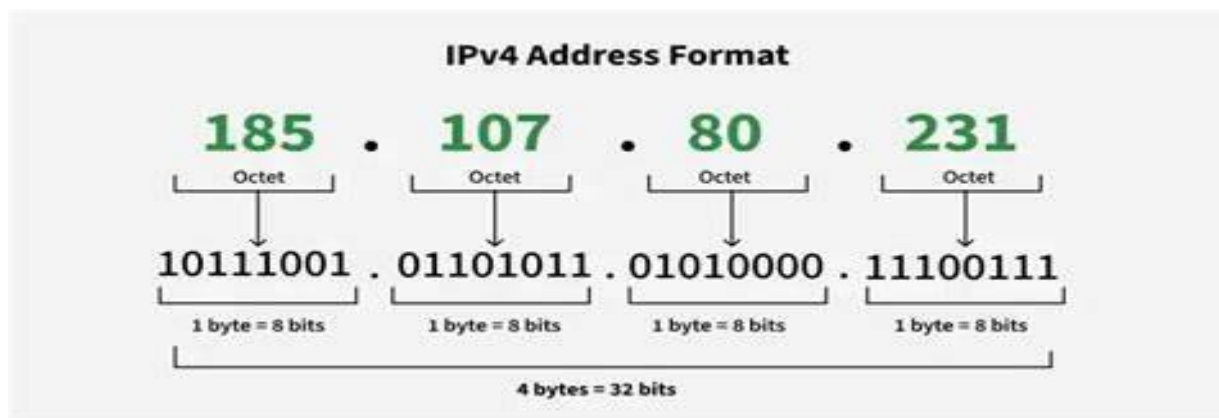 IPv4 Address Format
185 . 107 . 80 . 231
Octet Octet Octet Octet
10111001 . 01101011 . 01010000 . 11100111
1 byte = 8 bits 1 byte = 8 bits 1 byte = 8 bits 1 byte = 8 bits
4 bytes = 32 bits